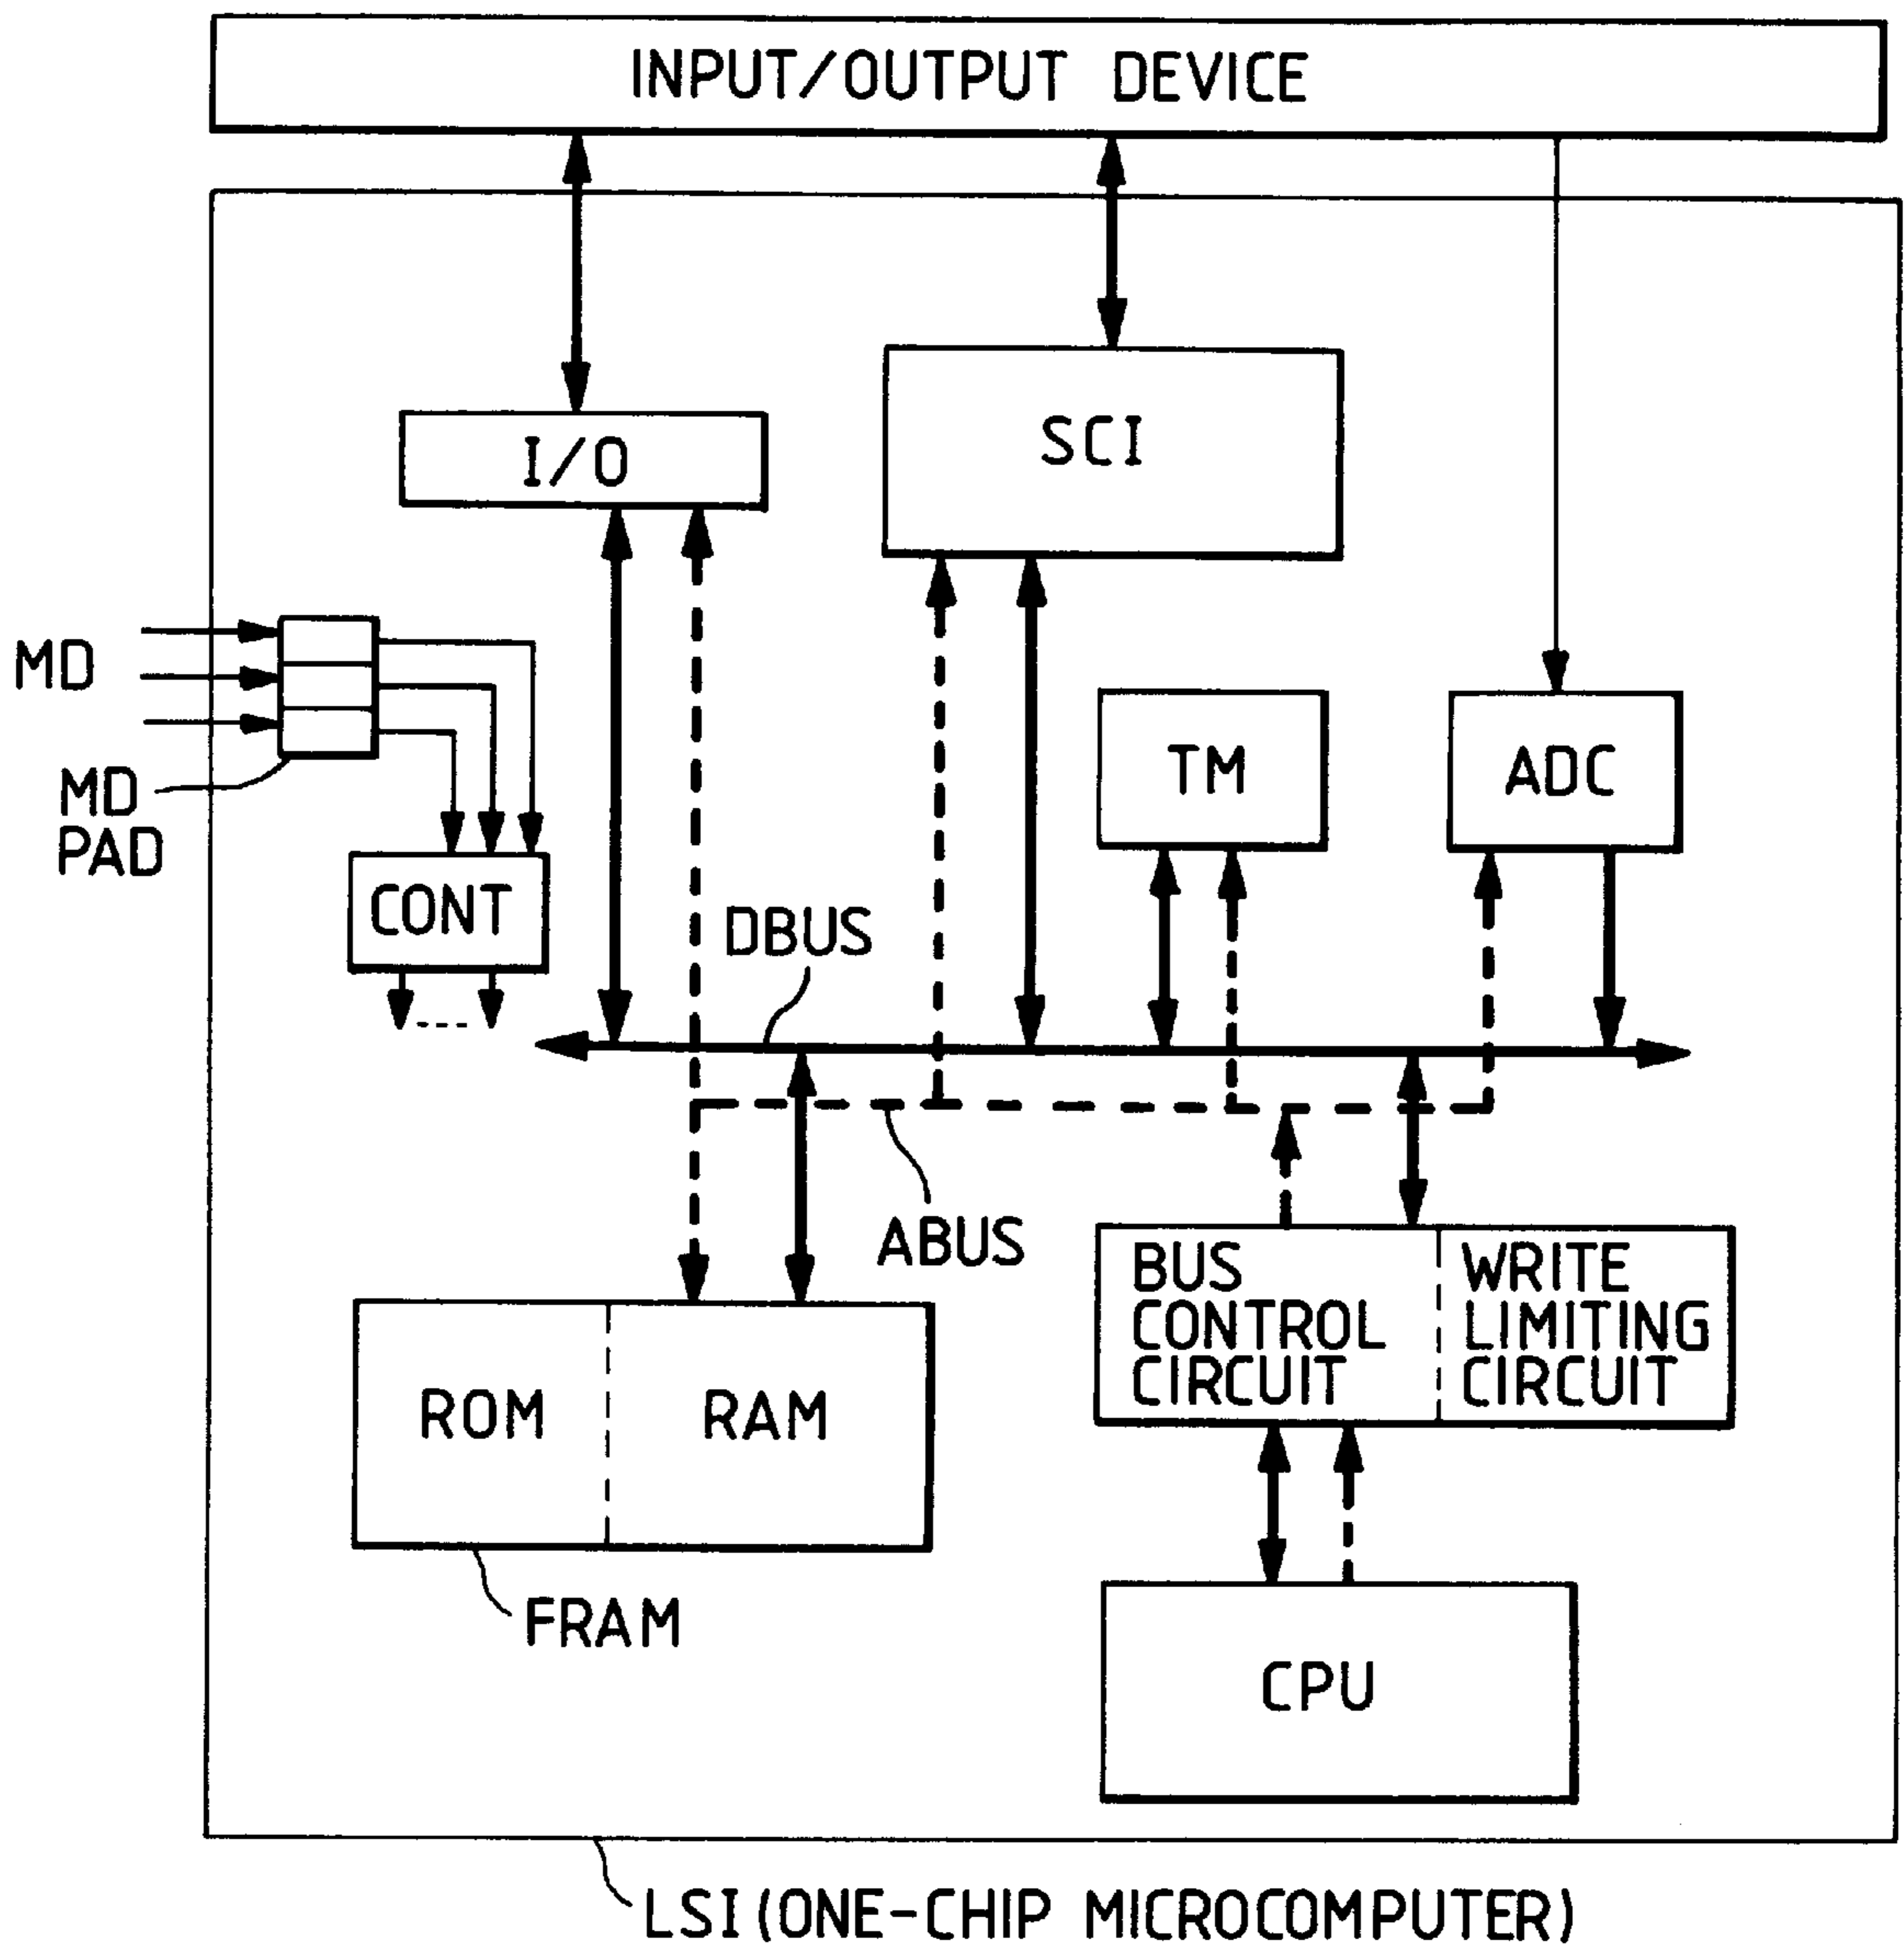 INPUT/OUTPUT DEVICE
I/O
SCI
MD
MD
PAD
TM
ADC
CONT
DBUS
ABUS
BUS
CONTROL
CIRCUIT
WRITE
LIMITING
CIRCUIT
ROM
RAM
FRAM
CPU
LSI (ONE-CHIP MICROCOMPUTER)